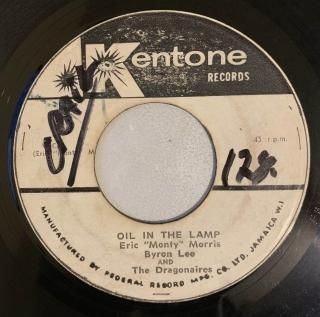 Kentone
RECORDS
45 r.p.m.
OIL IN THE LAMP
Eric "Monty" Morris
Byron Lee
AND
The Dragonaires
MANUFACTURED BY FEDERAL RECORD MFG. CO. LTD. JAMAICA W.I